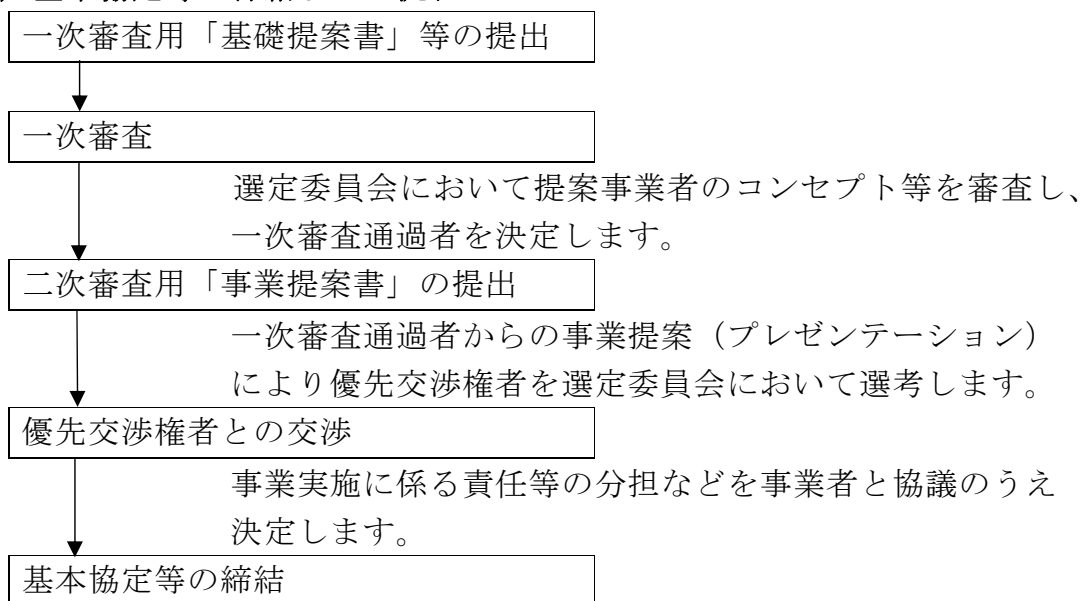 一次審査用「基礎提案書」等の提出
一次審査
選定委員会において提案事業者のコンセプト等を審査し、
一次審査通過者を決定します。
二次審査用「事業提案書」の提出
一次審査通過者からの事業提案（プレゼンテーション）
により優先交渉権者を選定委員会において選考します。
優先交渉権者との交渉
事業実施に係る責任等の分担などを事業者と協議のうえ
決定します。
基本協定等の締結